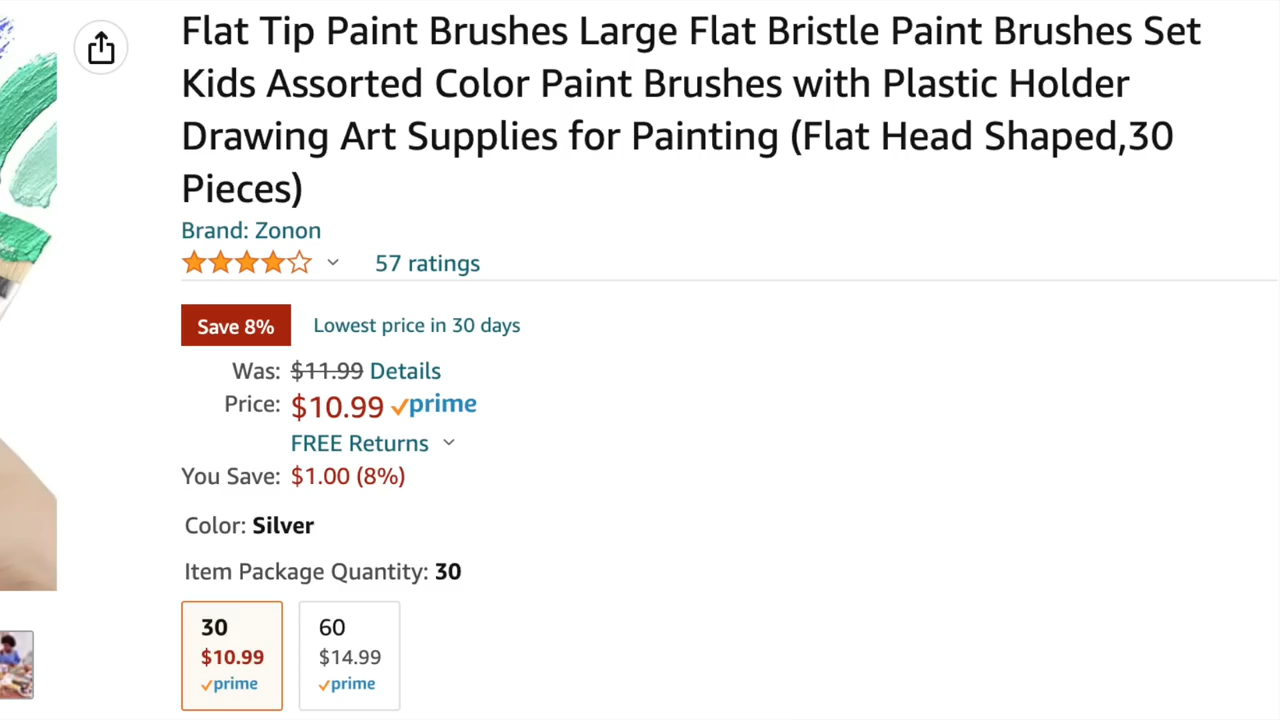 Flat Tip Paint Brushes Large Flat Bristle Paint Brushes Set
Kids Assorted Color Paint Brushes with Plastic Holder
Drawing Art Supplies for Painting (Flat Head Shaped,30
Pieces)
Brand: Zonon
57 ratings
Save 8% Lowest price in 30 days
Was: $11.99 Details
Price: $10.99 prime
FREE Returns
You Save: $1.00 (8%)
Color: Silver
Item Package Quantity: 30
30 60
$10.99 $14.99
prime prime